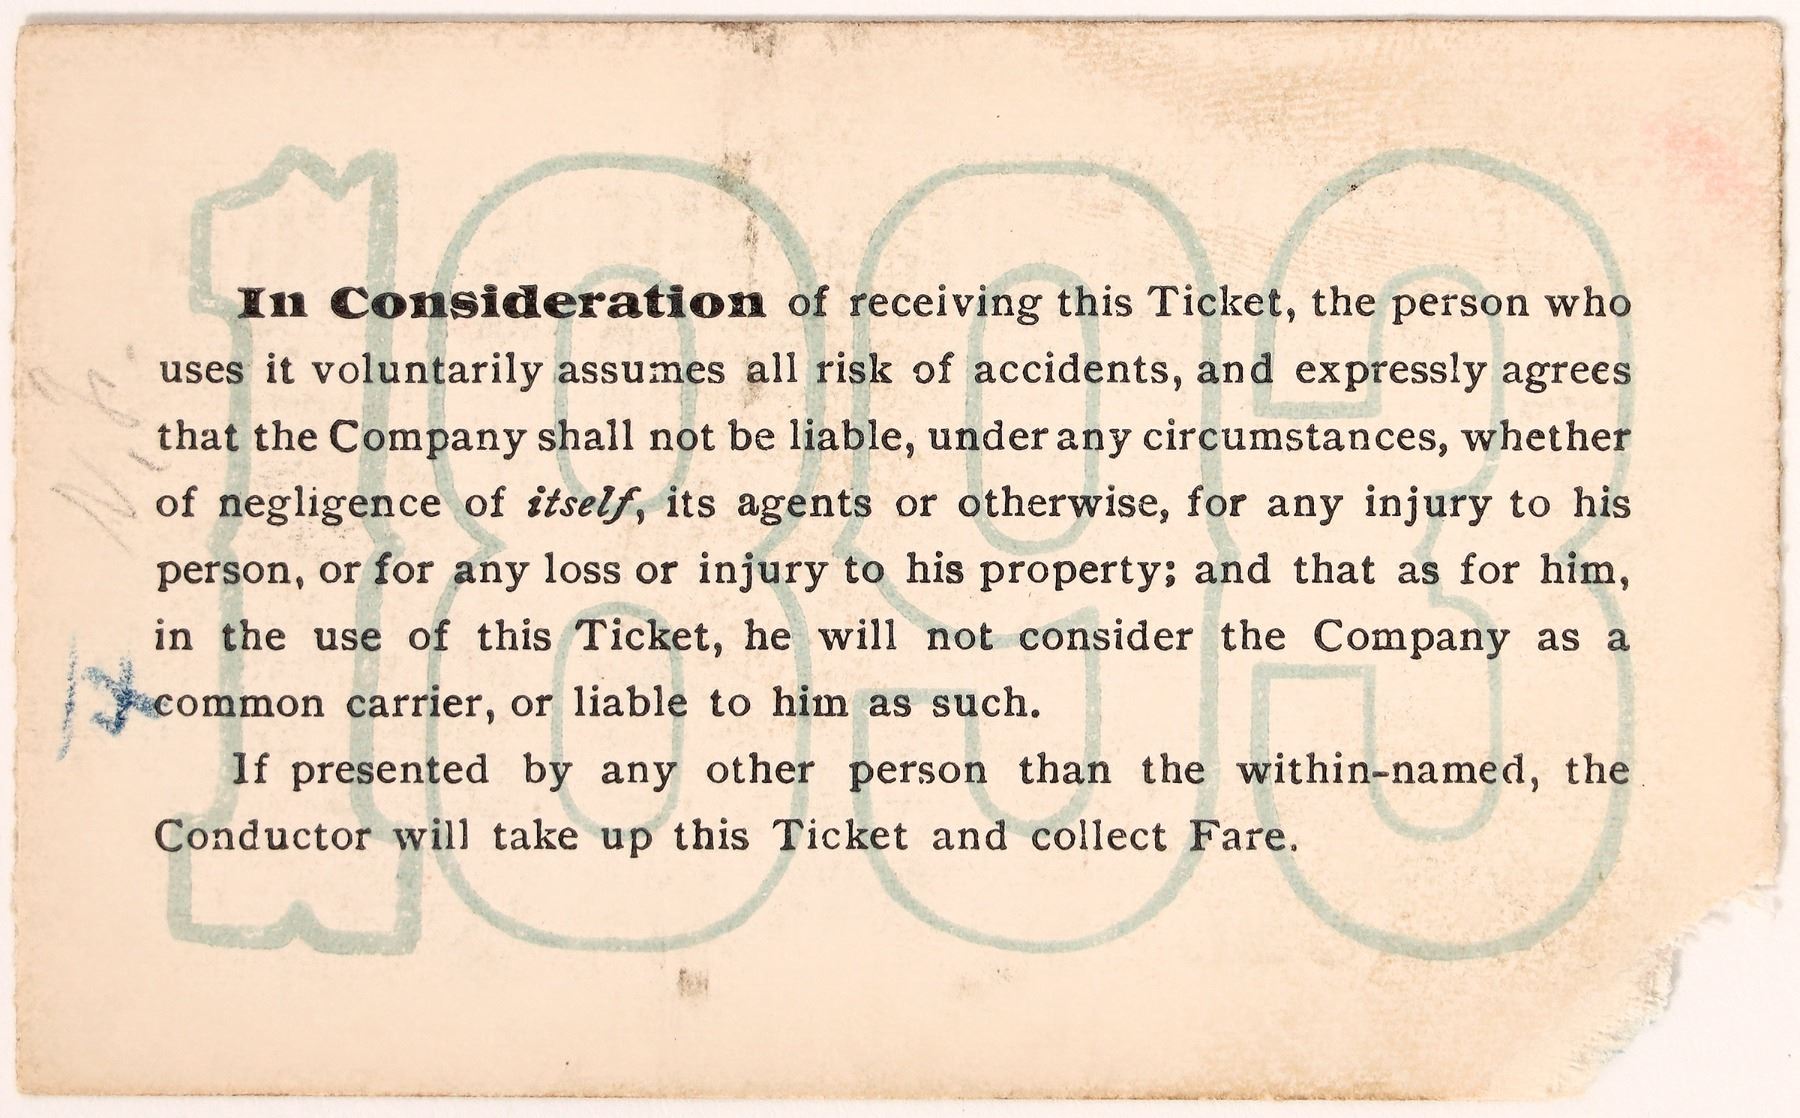 1893
In Consideration of receiving this Ticket, the person who
uses it voluntarily assumes all risk of accidents, and expressly agrees
that the Company shall not be liable, under any circumstances, whether
of negligence of itself, its agents or otherwise, for any injury to his
person, or for any loss or injury to his property; and that as for him,
in the use of this Ticket, he will not consider the Company as a
common carrier, or liable to him as such.
If presented by any other person than the within-named, the
Conductor will take up this Ticket and collect Fare.